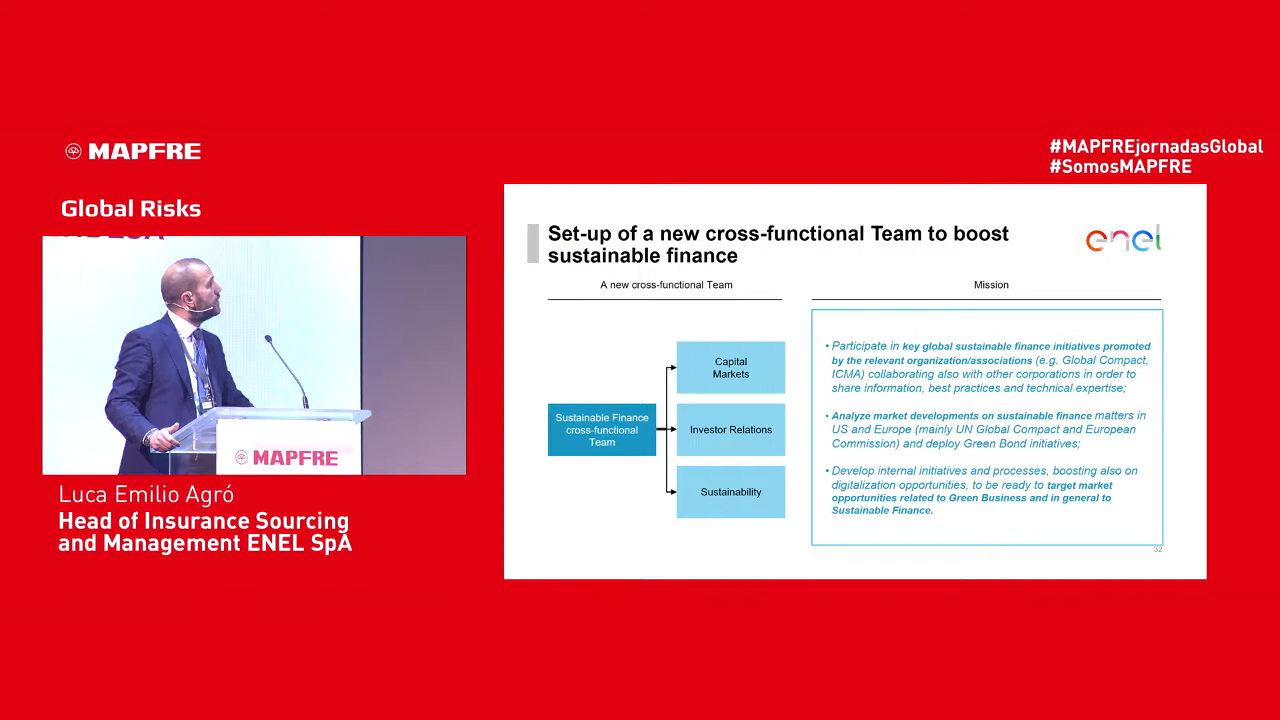 MAPFRE
#MAPFREjornadasGlobal
#SomosMAPFRE
Global Risks
MAPFRE
Luca Emilio Agró
Head of Insurance Sourcing
and Management ENEL SpA
Set-up of a new cross-functional Team to boost
sustainable finance
enel
A new cross-functional Team
Sustainable Finance
cross-functional
Team
Capital
Markets
Investor Relations
Sustainability
Mission
• Participate in key global sustainable finance initiatives promoted
by the relevant organization/associations (e.g. Global Compact,
ICMA) collaborating also with other corporations in order to
share information, best practices and technical expertise;
• Analyze market developments on sustainable finance matters in
US and Europe (mainly UN Global Compact and European
Commission) and deploy Green Bond initiatives;
• Develop internal initiatives and processes, boosting also on
digitalization opportunities, to be ready to target market
opportunities related to Green Business and in general to
Sustainable Finance.
32